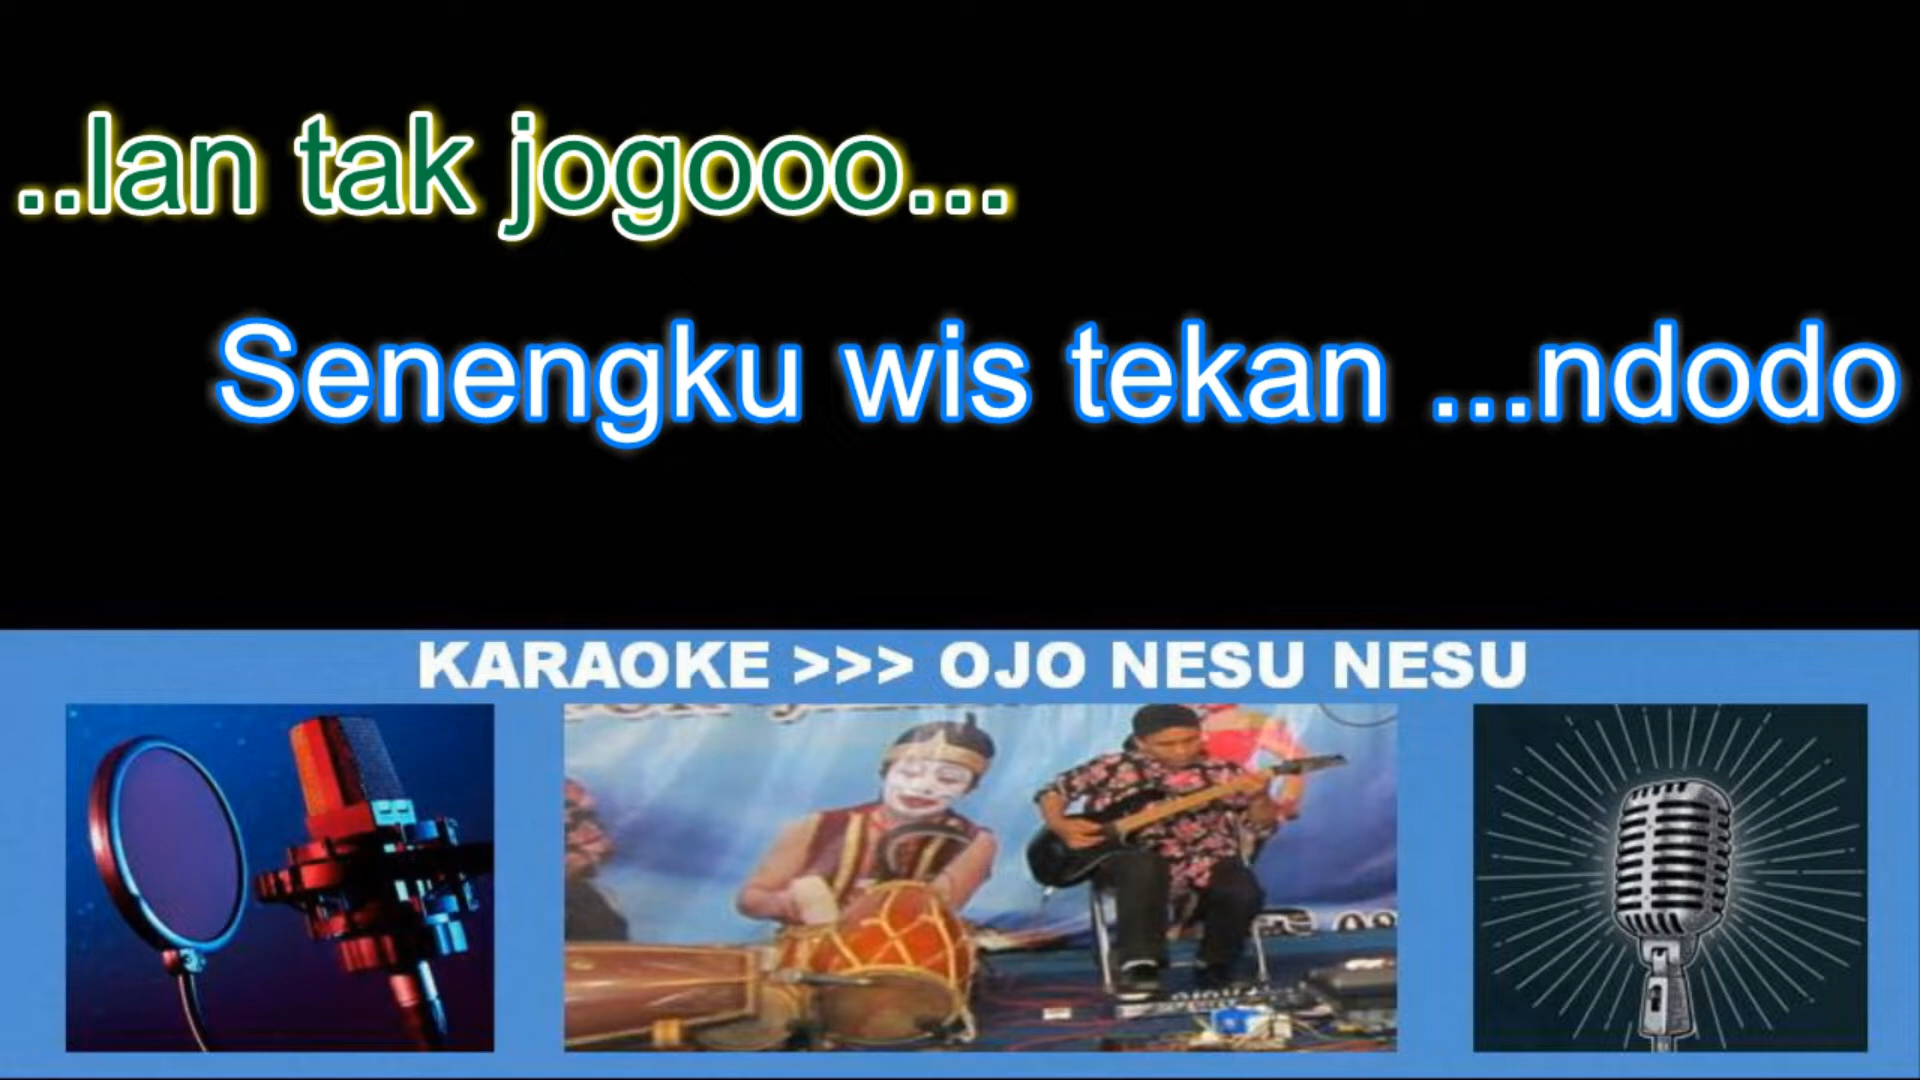 ..lan tak jogooo...
Senengku wis tekan ...ndodo
KARAOKE >>> OJO NESU NESU